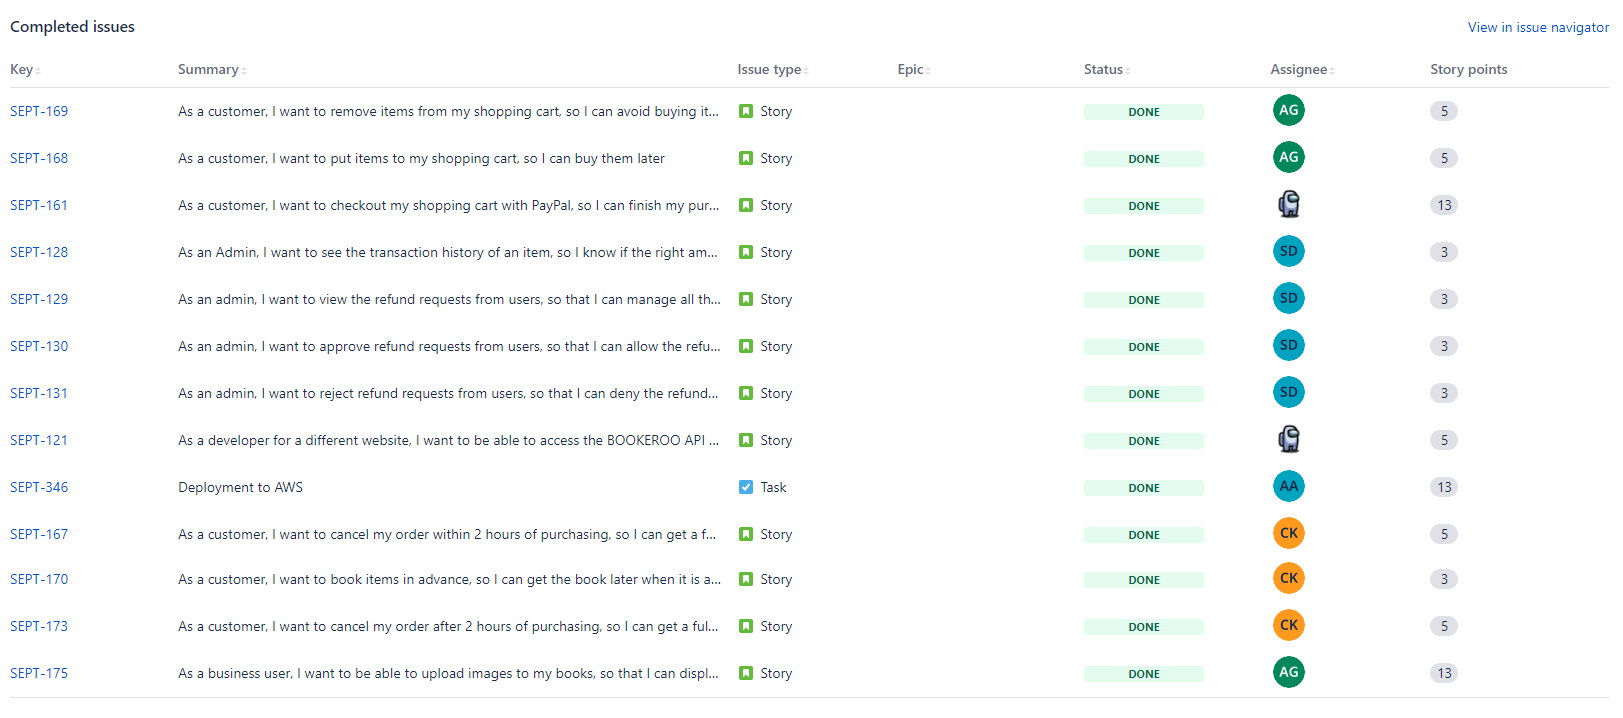 Completed issues View in issue navigator
Key Summary Issue type Epic Status Assignee Story points
SEPT-169 As a customer, I want to remove items from my shopping cart, so I can avoid buying it... Story DONE AG 5
SEPT-168 As a customer, I want to put items to my shopping cart, so I can buy them later Story DONE AG 5
SEPT-161 As a customer, I want to checkout my shopping cart with PayPal, so I can finish my pur... Story DONE 13
SEPT-128 As an Admin, I want to see the transaction history of an item, so I know if the right am... Story DONE SD 3
SEPT-129 As an admin, I want to view the refund requests from users, so that I can manage all th... Story DONE SD 3
SEPT-130 As an admin, I want to approve refund requests from users, so that I can allow the refu... Story DONE SD 3
SEPT-131 As an admin, I want to reject refund requests from users, so that I can deny the refund... Story DONE SD 3
SEPT-121 As a developer for a different website, I want to be able to access the BOOKEROO API ... Story DONE 5
SEPT-346 Deployment to AWS Task DONE AA 13
SEPT-167 As a customer, I want to cancel my order within 2 hours of purchasing, so I can get a f... Story DONE CK 5
SEPT-170 As a customer, I want to book items in advance, so I can get the book later when it is a... Story DONE CK 3
SEPT-173 As a customer, I want to cancel my order after 2 hours of purchasing, so I can get a ful... Story DONE CK 5
SEPT-175 As a business user, I want to be able to upload images to my books, so that I can displ... Story DONE AG 13